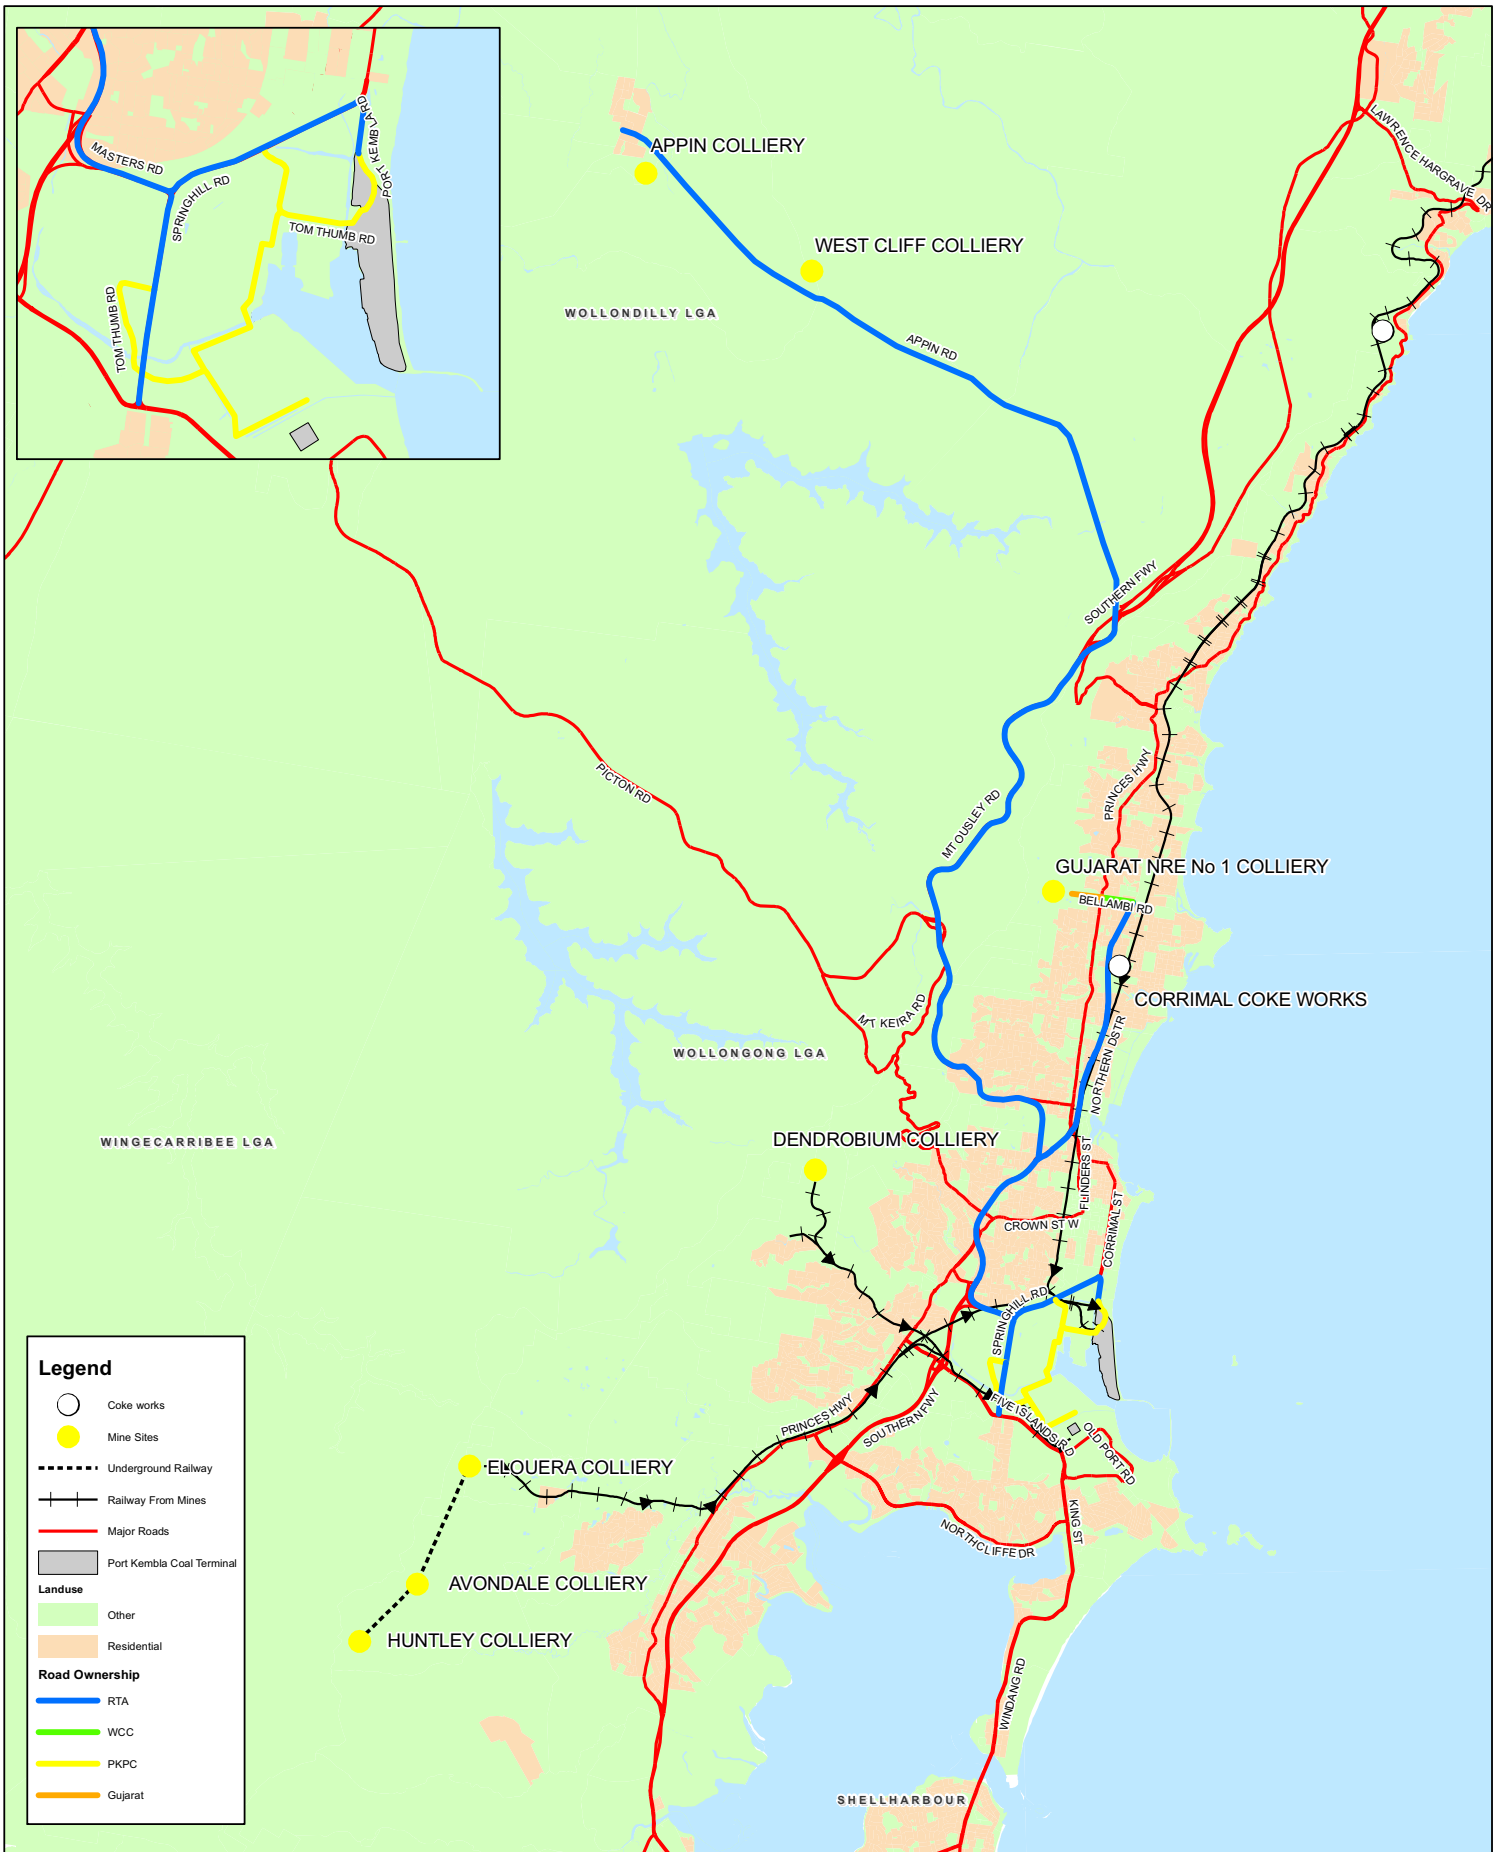 MASTERS RD
SPRINGHILL RD
PORT KEMBLA RD
TOM THUMB RD
TOM THUMB RD
APPIN COLLIERY
LAWRENCE HARGRAVE DR
WEST CLIFF COLLIERY
WOLLONDILLY LGA
APPIN RD
SOUTHERN FWY
PICTON RD
PRINCES HWY
MT OUSLEY RD
GUJARAT NRE No 1 COLLIERY
BELLAMBI RD
CORRIMAL COKE WORKS
MT KEIRA RD
WOLLONGONG LGA
NORTHERN DSTR
WINGECARRIBEE LGA
DENDROBIUM COLLIERY
FLINDERS ST
CROWN ST W
CORRIMAL ST
SPRINGHILL RD
PRINCES HWY
SOUTHERN FWY
FIVE ISLANDS RD
OLD PORT RD
ELOUERA COLLIERY
KING ST
NORTHCLIFFE DR
AVONDALE COLLIERY
HUNTLEY COLLIERY
WINDANG RD
SHELLHARBOUR
Legend
Coke works
Mine Sites
Underground Railway
Railway From Mines
Major Roads
Port Kembla Coal Terminal
Landuse
Other
Residential
Road Ownership
RTA
WCC
PKPC
Gujarat